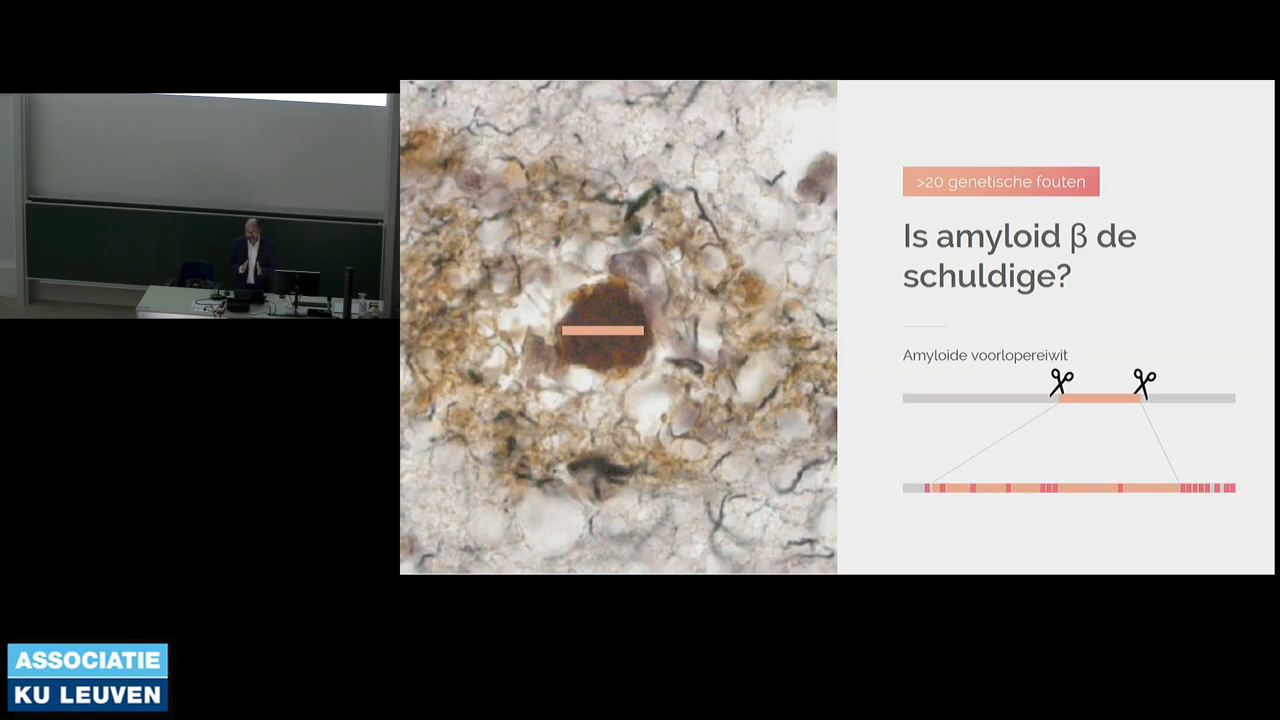 >20 genetische fouten
Is amyloid β de
schuldige?
Amyloide voorlopereiwit
ASSOCIATIE
KU LEUVEN